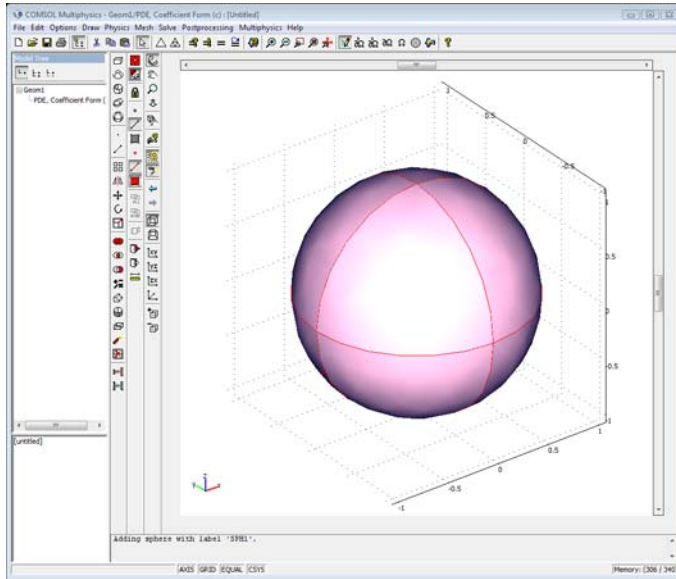 COMSOL Multiphysics - Geom1/PDE, Coefficient Form (c) : [Untitled]
File Edit Options Draw Physics Mesh Solve Postprocessing Multiphysics Help
Model Tree
Geom1
PDE, Coefficient Form (
1
0.5
0
-0.5
-1
1
0.5
0
-0.5
-1
1
0.5
0
-0.5
-1
z
y
x
[untitled]
Adding sphere with label 'SPH1'.
AXIS GRID EQUAL CSYS
Memory: (306 / 340